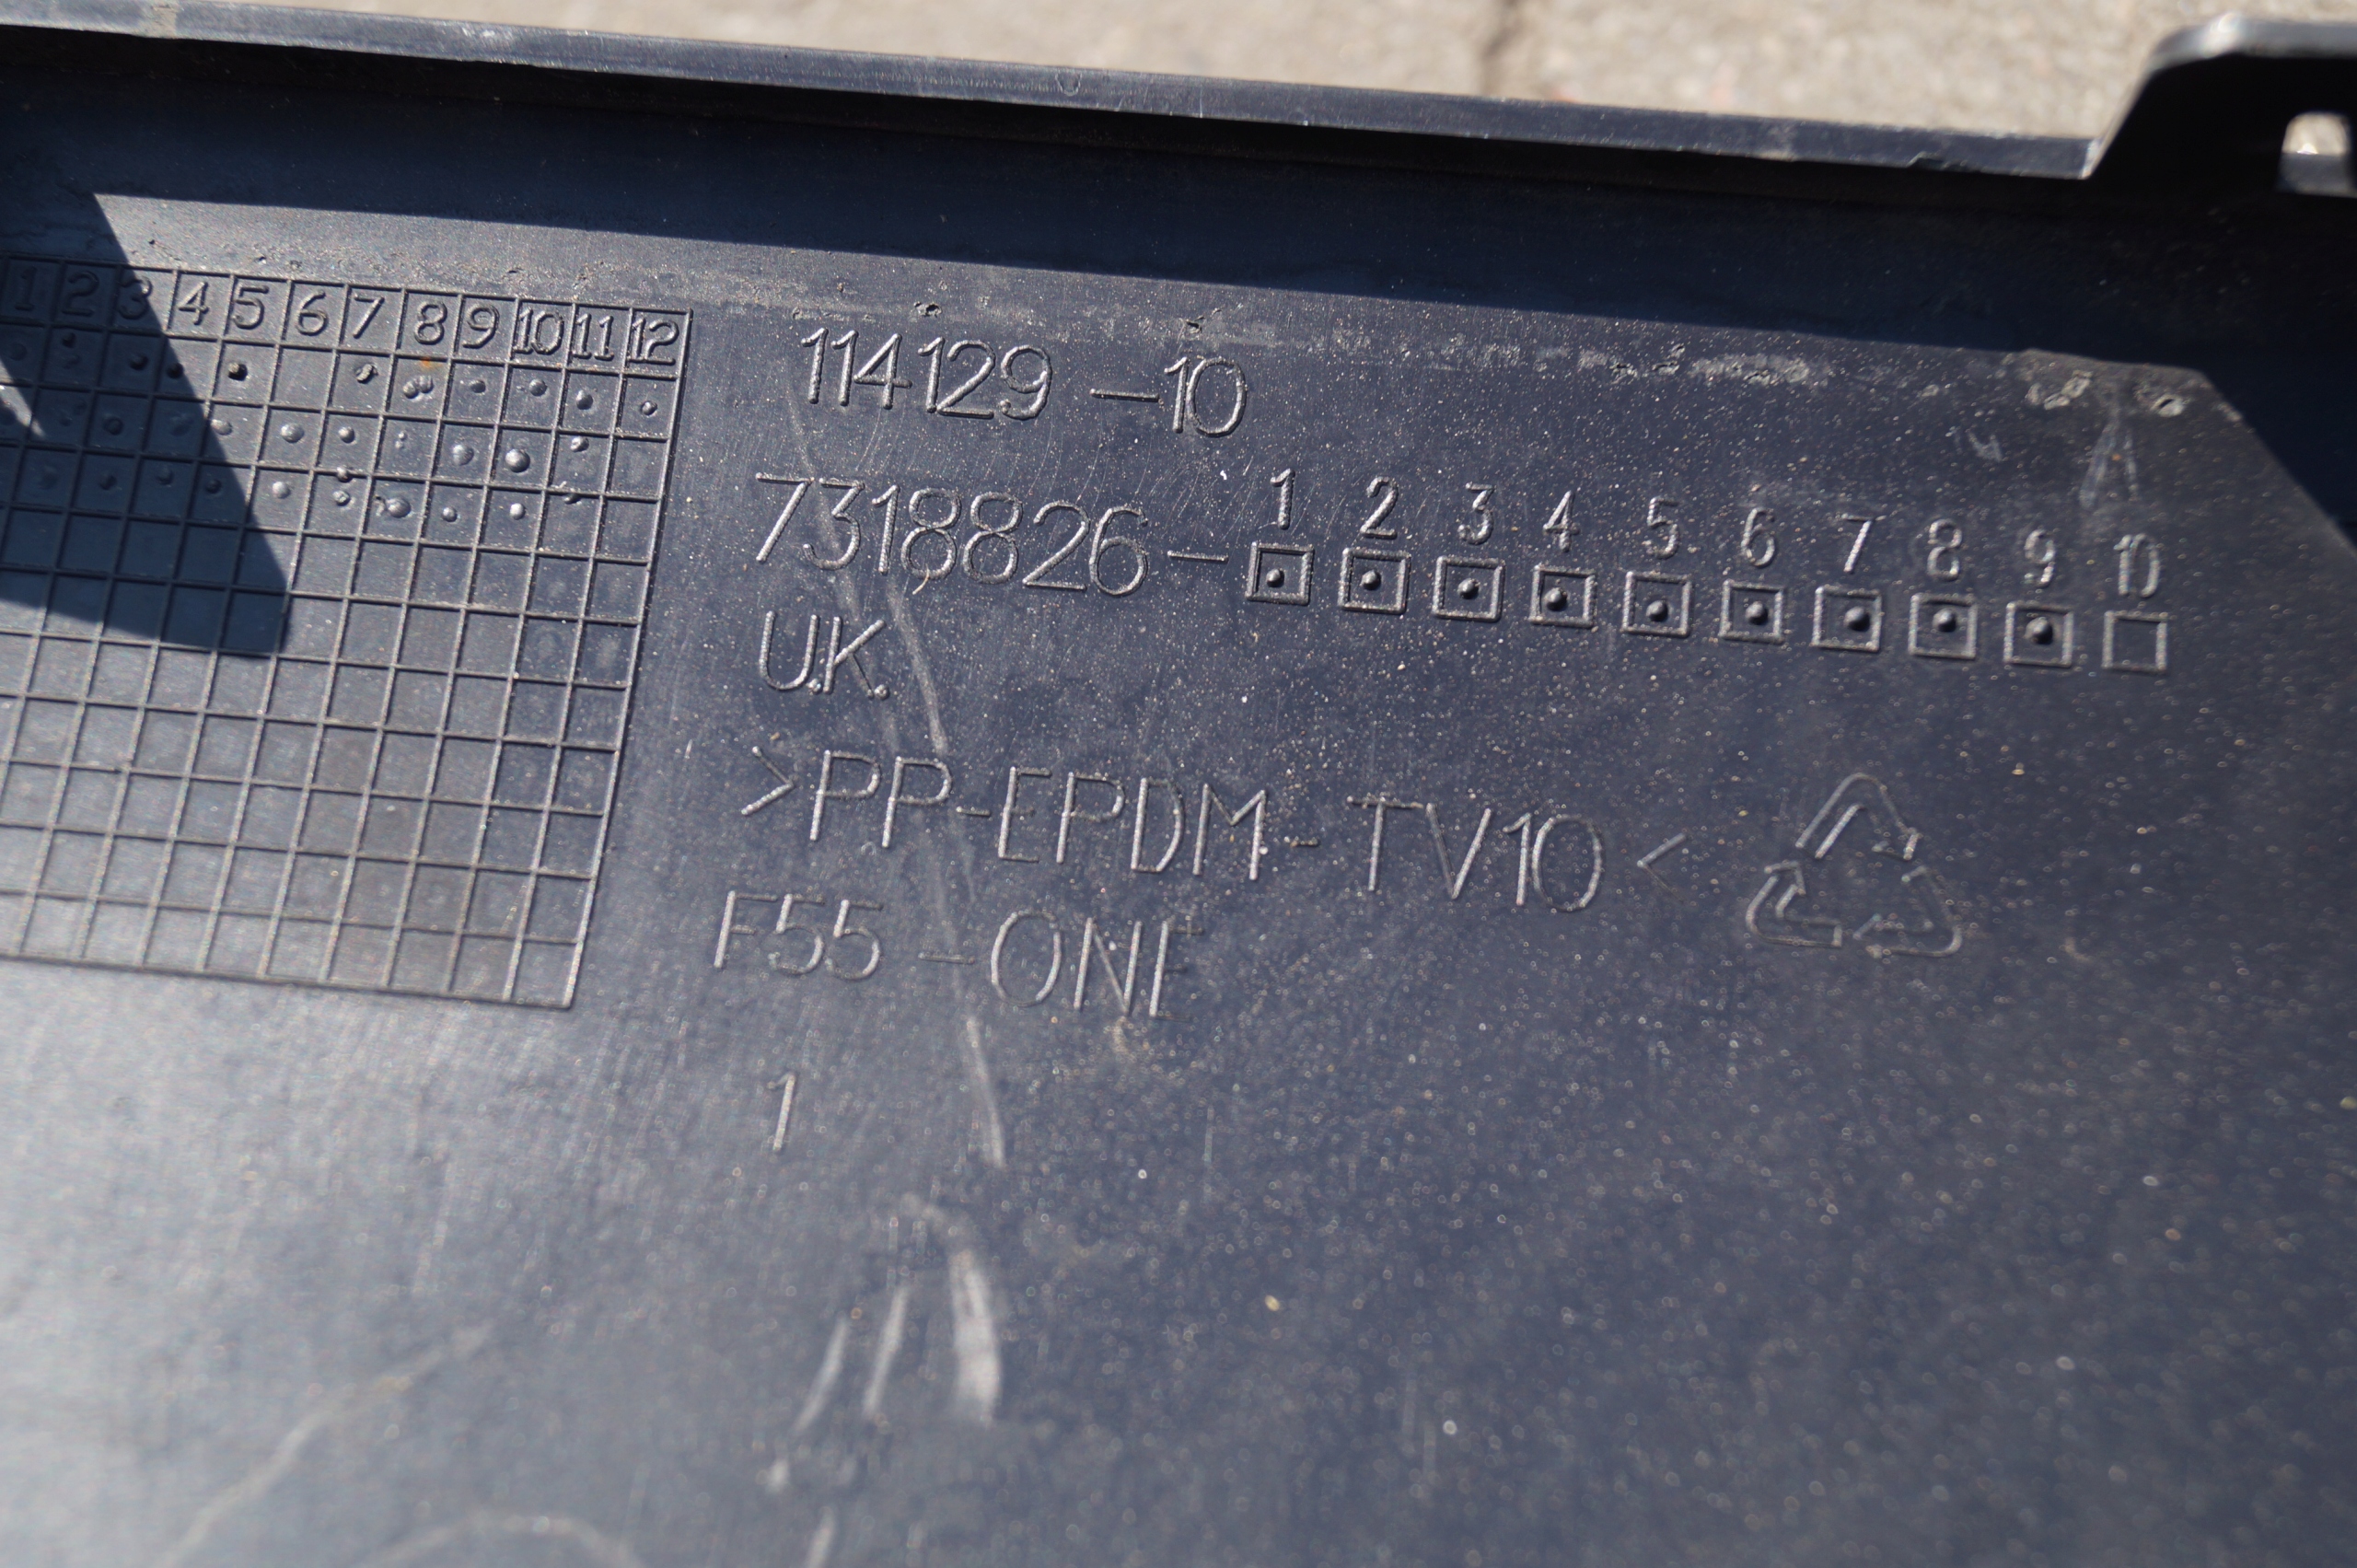 1 2 3 4 5 6 7 8 9 10 11 12
114129 -10
7318826-
1 2 3 4 5 6 7 8 9 10
U.K.
>PP-EPDM-TV10<
F55 -ONE
1